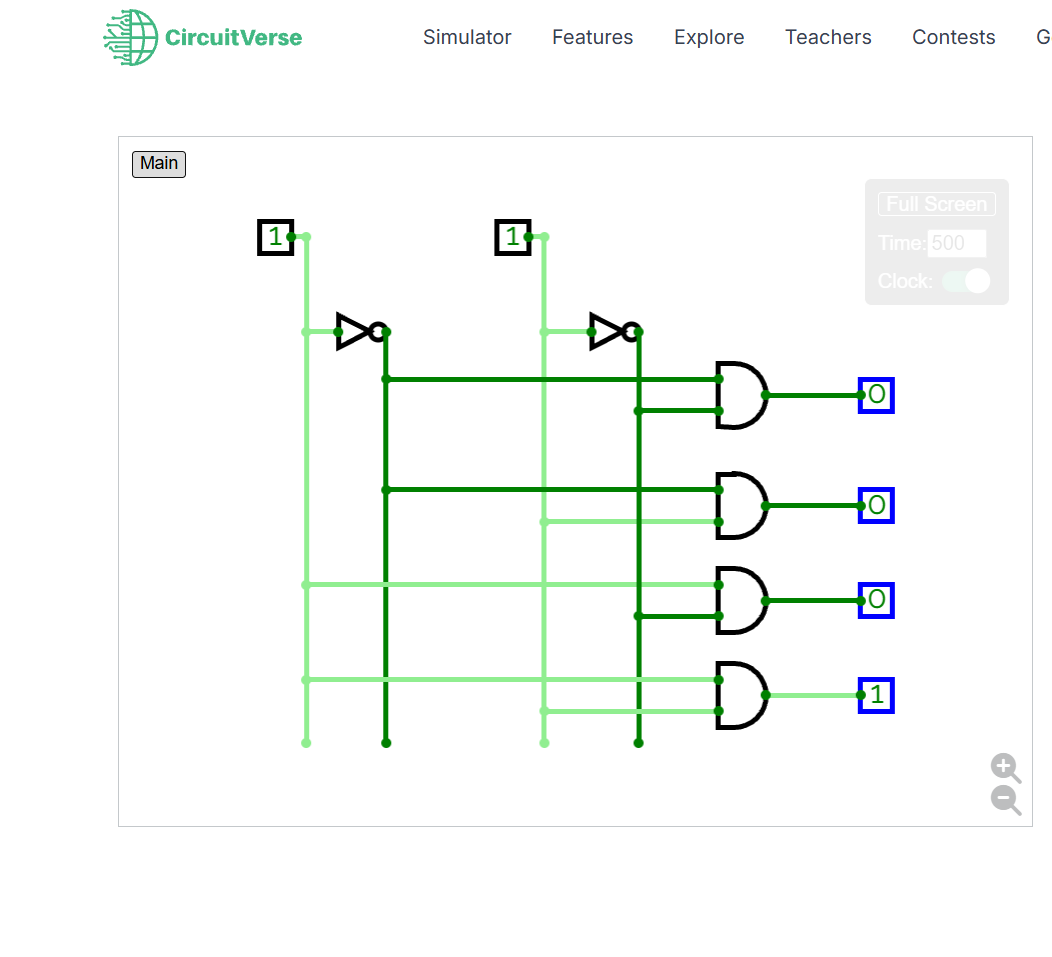 CircuitVerse Simulator Features Explore Teachers Contests G
Main
Full Screen
Time: 500
Clock:
1 1
0
0
0
1